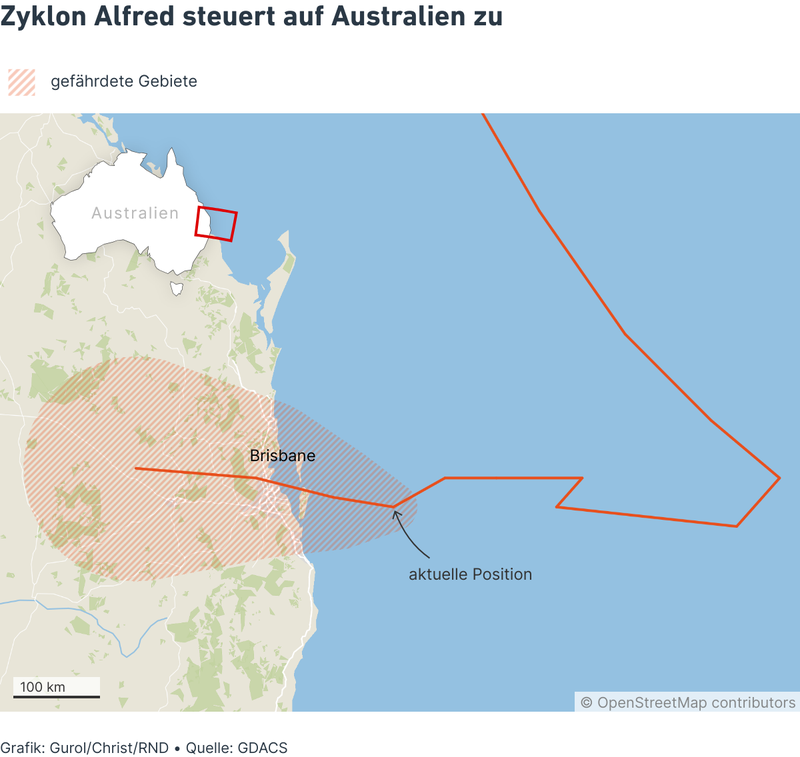 Zyklon Alfred steuert auf Australien zu
gefährdete Gebiete
Australien
Brisbane
aktuelle Position
100 km
© OpenStreetMap contributors
Grafik: Gurol/Christ/RND • Quelle: GDACS